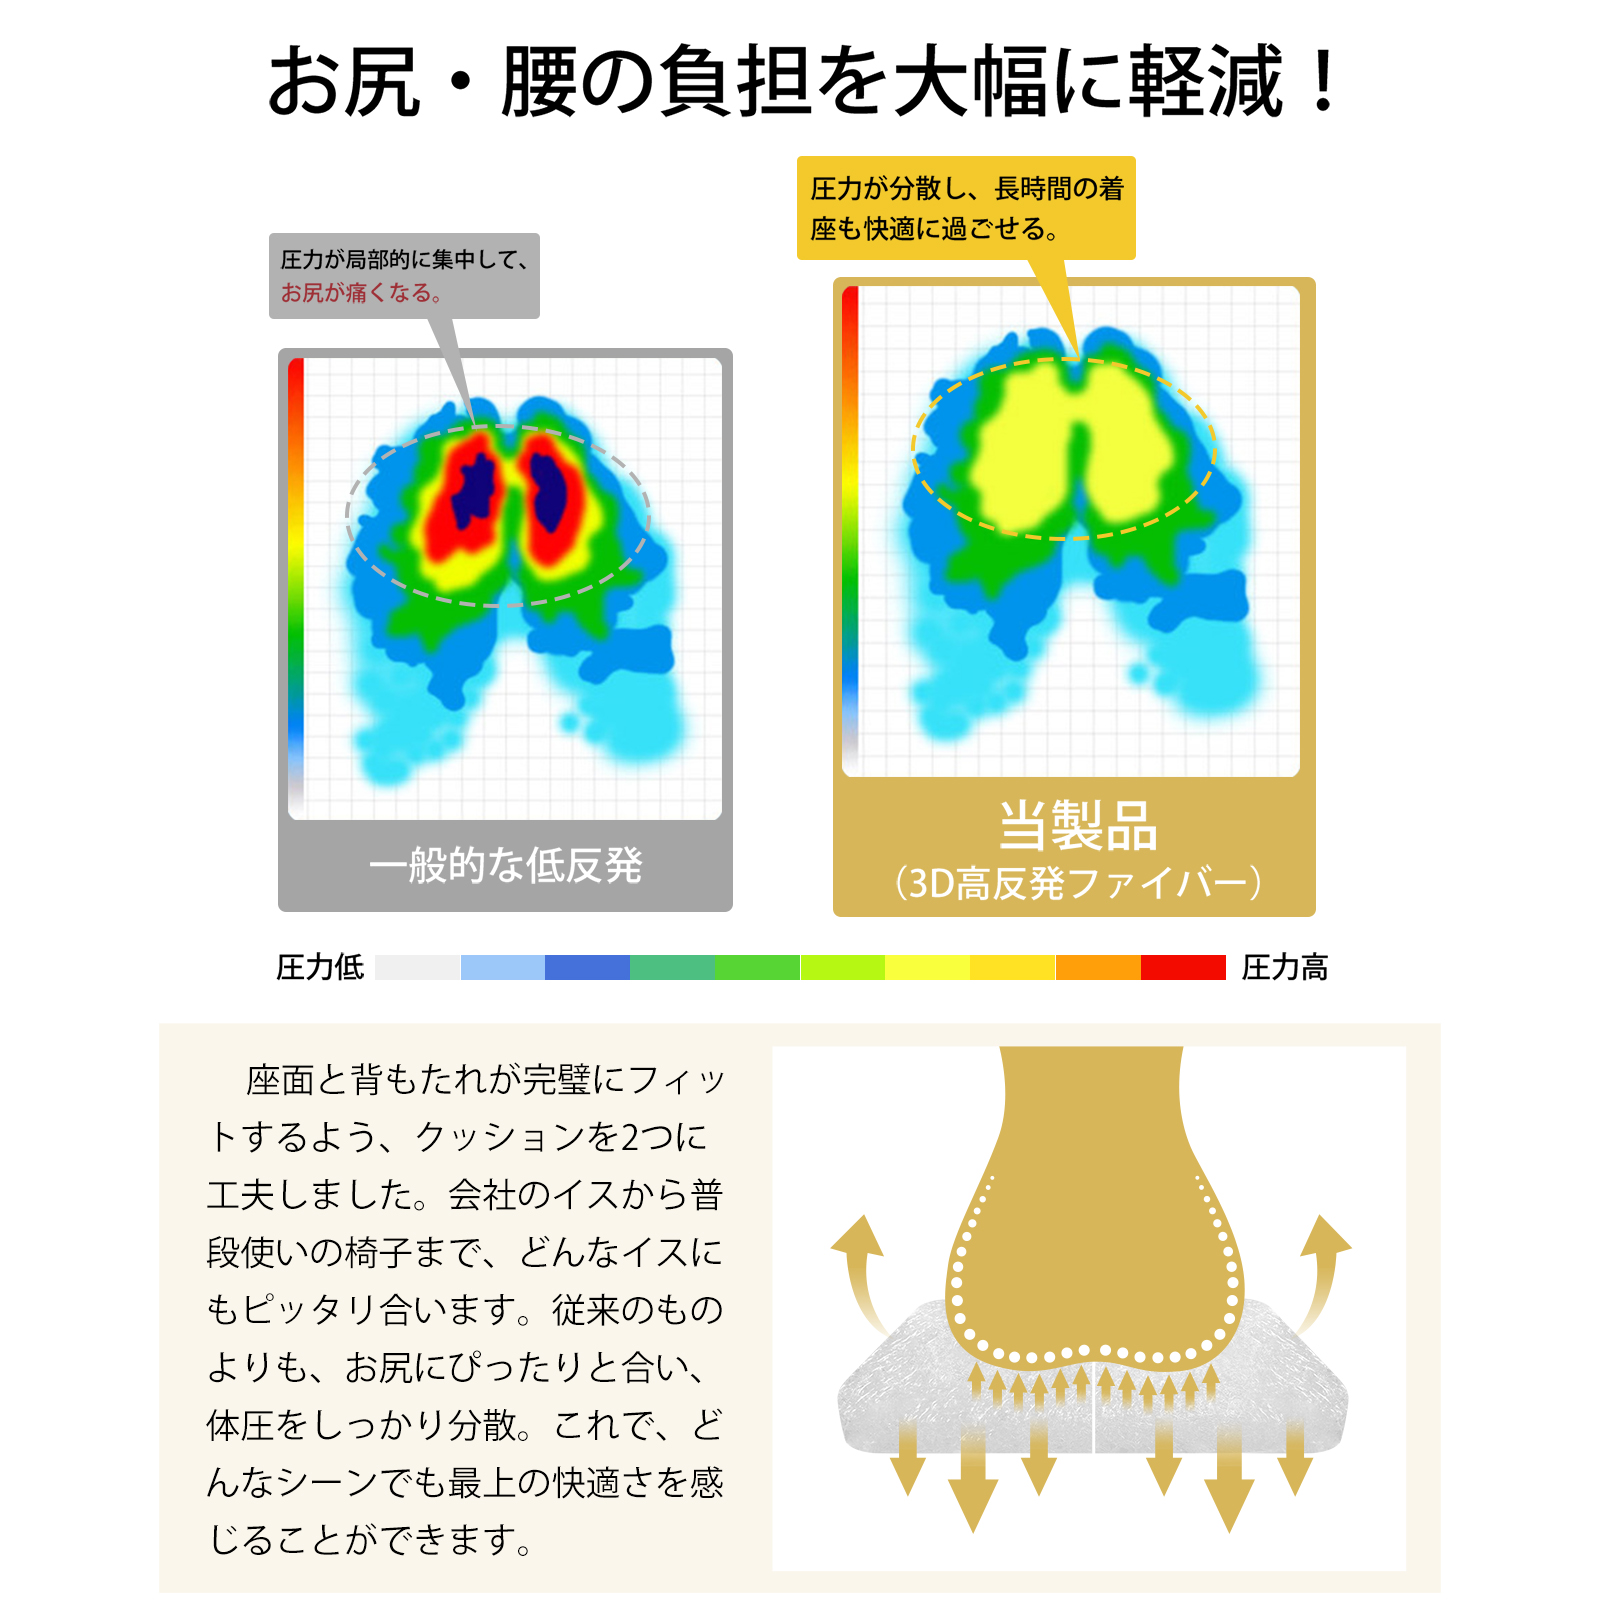 お尻・腰の負担を大幅に軽減！
圧力が分散し、長時間の着
座も快適に過ごせる。
圧力が局部的に集中して、
お尻が痛くなる。
一般的な低反発
当製品
（3D高反発ファイバー）
圧力低
圧力高
座面と背もたれが完璧にフィッ
トするよう、クッションを2つに
工夫しました。会社のイスから普
段使いの椅子まで、どんなイスに
もピッタリ合います。従来のもの
よりも、お尻にぴったりと合い、
体圧をしっかり分散。これで、ど
んなシーンでも最上の快適さを感
じることができます。